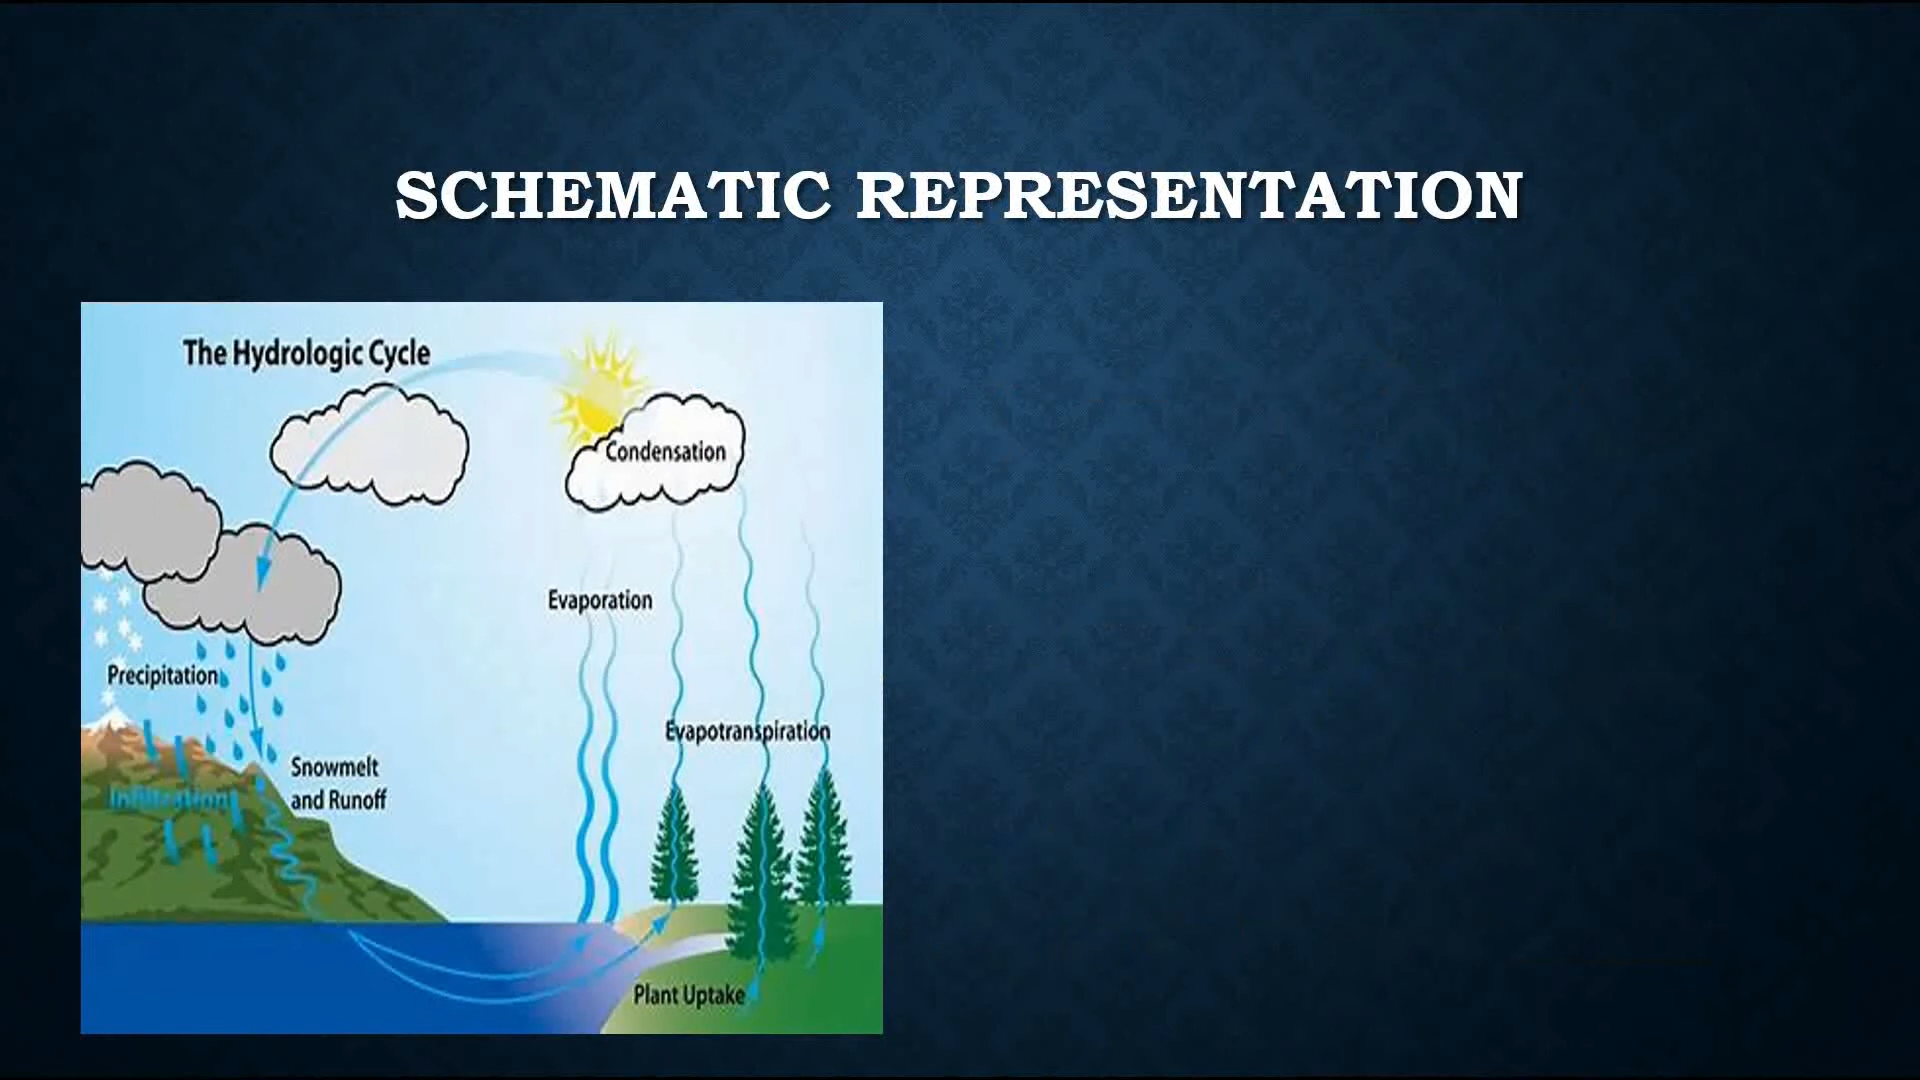 SCHEMATIC REPRESENTATION
The Hydrologic Cycle
Condensation
Evaporation
Precipitation
Evapotranspiration
Snowmelt
and Runoff
Infiltration
Plant Uptake